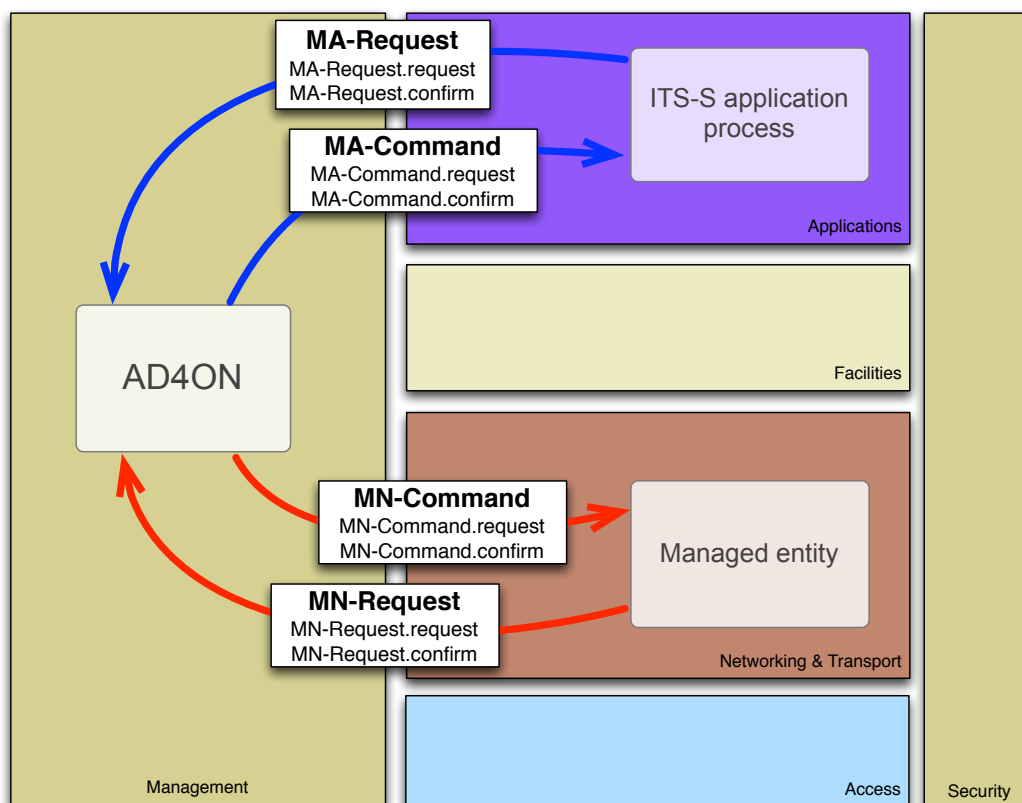 MA-Request
MA-Request.request
MA-Request.confirm
ITS-S application
process
MA-Command
MA-Command.request
MA-Command.confirm
Applications
AD4ON
Facilities
MN-Command
MN-Command.request
MN-Command.confirm
Managed entity
MN-Request
MN-Request.request
MN-Request.confirm
Networking & Transport
Management
Access
Security